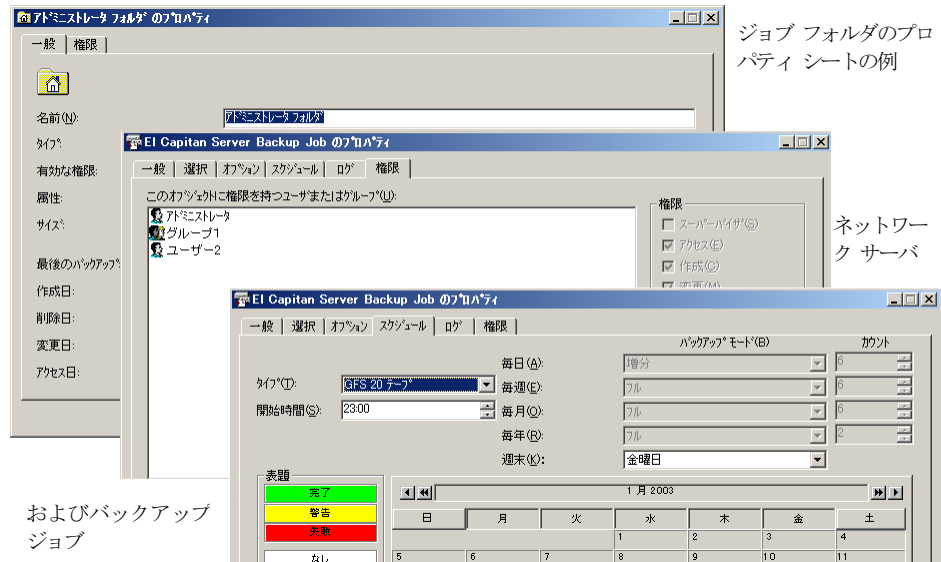 アドミニストレータ フォルダ のプロパティ
一般
権限
名前(N):
アドミニストレータ フォルダ
タイプ:
有効な権限:
属性:
サイズ:
最後のバックアップ:
作成日:
削除日:
変更日:
アクセス日:
ジョブ フォルダのプロ
パティ シートの例
El Capitan Server Backup Job のプロパティ
一般
選択
オプション
スケジュール
ログ
権限
このオブジェクトに権限を持つユーザまたはグループ(U):
アドミニストレータ
グループ1
ユーザー2
権限
スーパーバイザ(S)
アクセス(E)
作成(C)
変更(M)
ネットワー
ク サーバ
El Capitan Server Backup Job のプロパティ
一般
選択
オプション
スケジュール
ログ
権限
バックアップ モード(B)
カウント
毎日(A):
増分
6
タイプ(T):
GFS 20 テープ
毎週(E):
フル
6
開始時間(S):
23:00
毎月(O):
フル
6
毎年(R):
フル
2
週末(K):
金曜日
表題
完了
警告
失敗
なし
1 月 2003
日
月
火
水
木
金
土
1
2
3
4
5
6
7
8
9
10
11
およびバックアップ
ジョブ